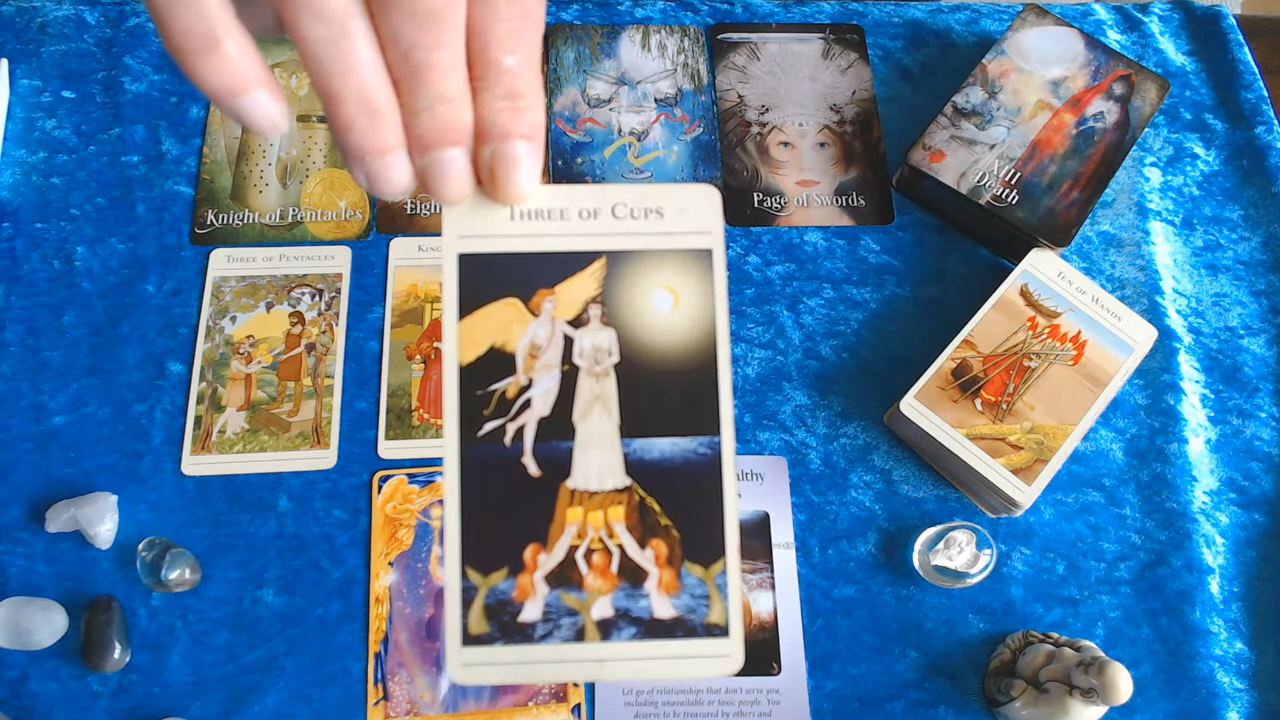 Knight of Pentacles
Eigh
Page of Swords
XIII
Death
THREE OF CUPS
THREE OF PENTACLES
KING
TEN OF WANDS
althy
s
Let go of relationships that don't serve you,
including unavailable or toxic people. You
deserve to be treasured by others and